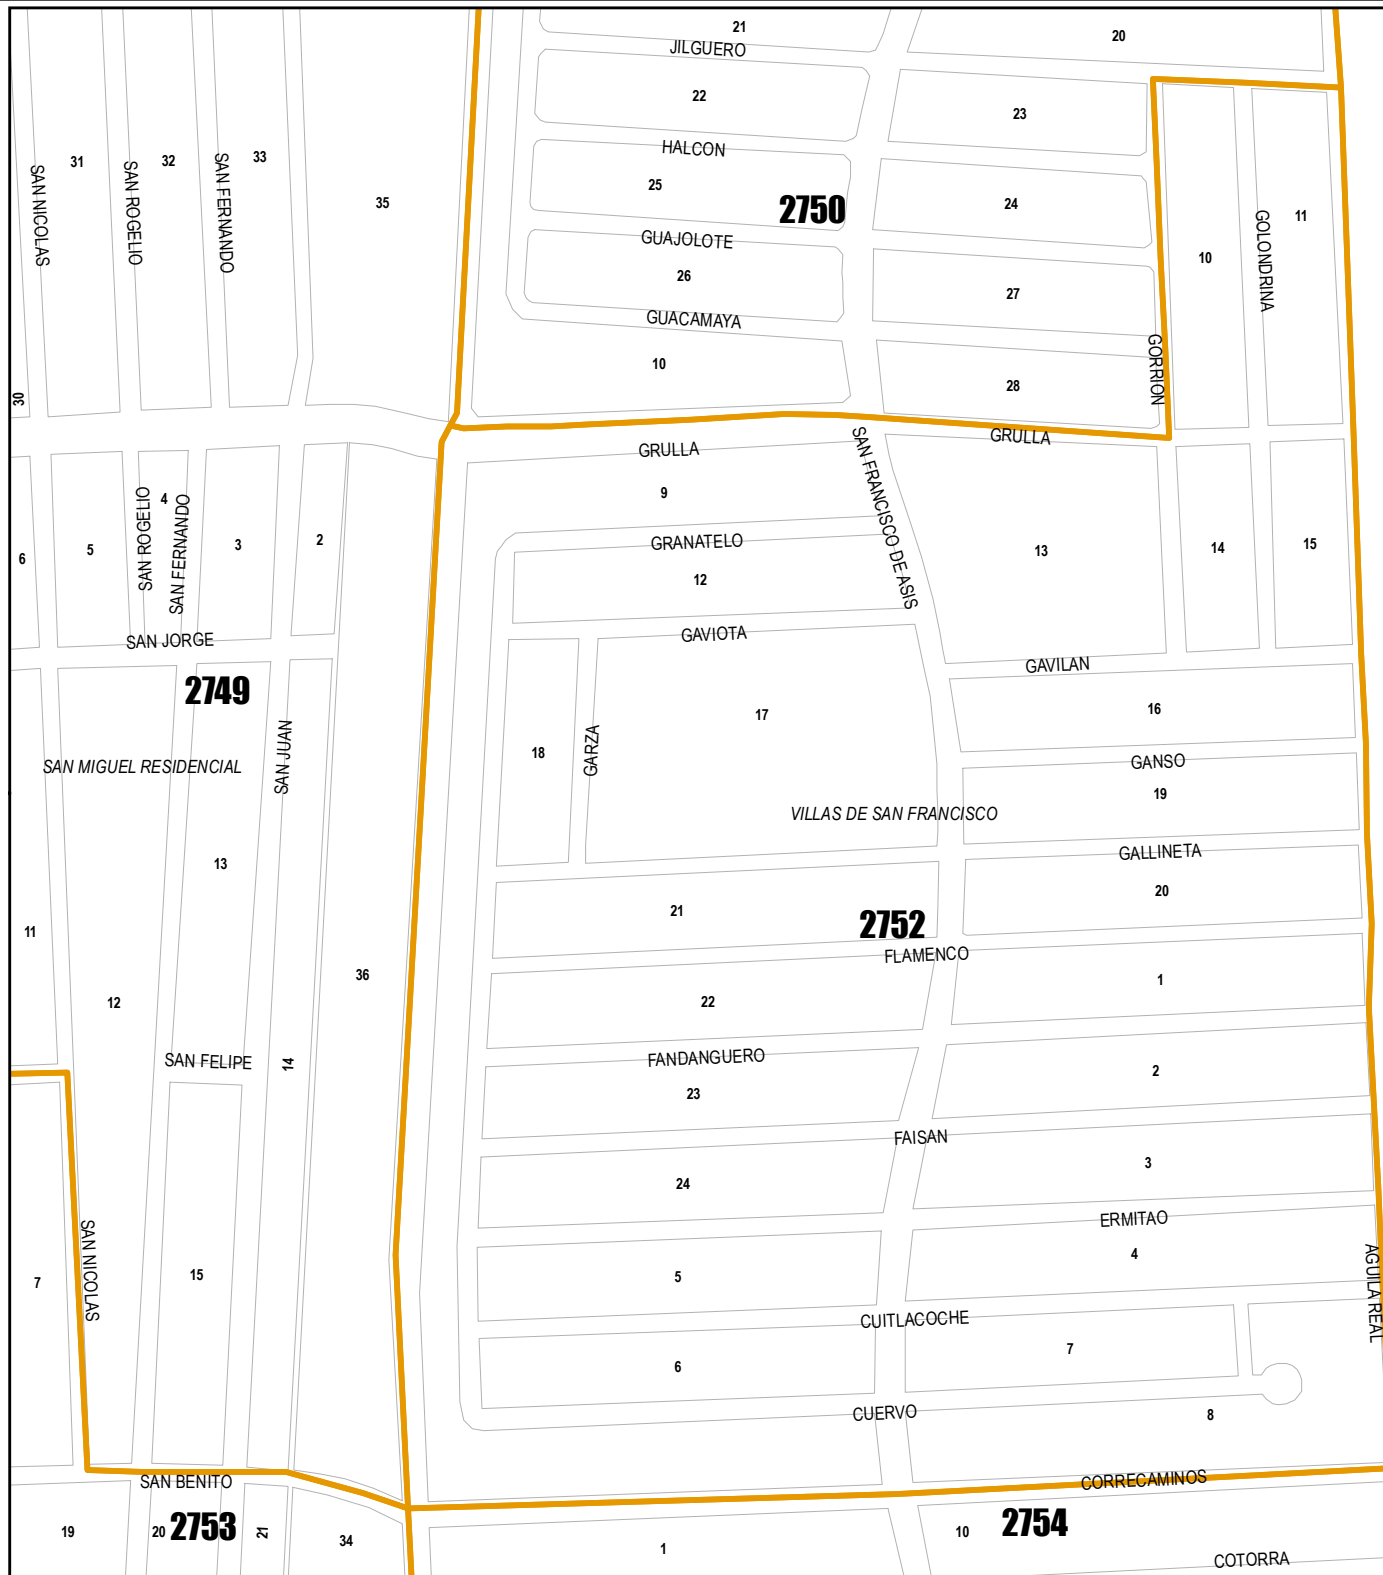 21
JILGUERO
20
22
23
HALCON
31
32
33
SAN NICOLAS
SAN ROGELIO
SAN FERNANDO
35
25
2750
24
11
GOLONDRINA
GUAJOLOTE
10
26
27
GUACAMAYA
GORRION
10
28
30
GRULLA
SAN FRANCISCO DE ASIS
GRULLA
9
4
SAN ROGELIO
SAN FERNANDO
6
5
3
2
GRANATELO
13
14
15
12
SAN JORGE
GAVIOTA
GAVILAN
2749
17
16
SAN JUAN
18
GARZA
SAN MIGUEL RESIDENCIAL
GANSO
19
VILLAS DE SAN FRANCISCO
13
GALLINETA
20
11
21
2752
FLAMENCO
36
1
12
22
SAN FELIPE
14
FANDANGUERO
2
23
FAISAN
3
24
SAN NICOLAS
ERMITAO
4
7
15
5
AGUILA REAL
CUITLACOCHE
7
6
CUERVO
8
SAN BENITO
CORRECAMINOS
19
20
2753
21
34
1
10
2754
COTORRA